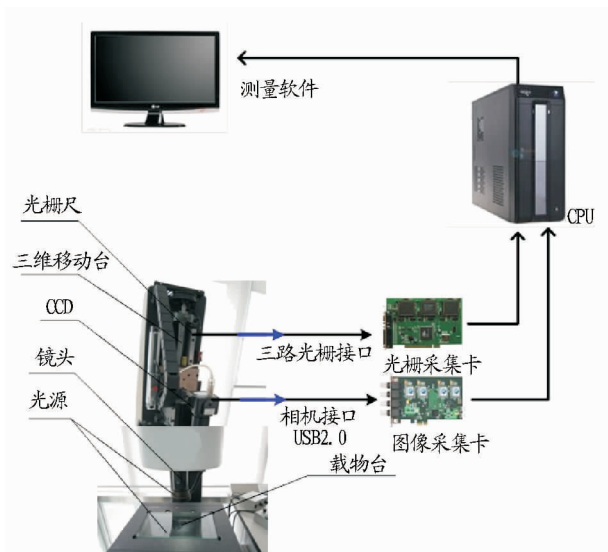 测量软件
CPU
光栅尺
三维移动台
CCD
镜头
光源
三路光栅接口
光栅采集卡
相机接口
USB2.0
图像采集卡
载物台